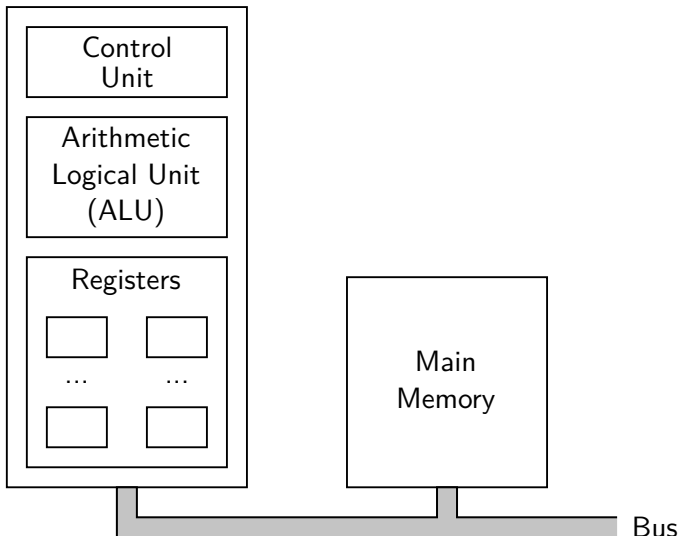 Control
Unit
Arithmetic
Logical Unit
(ALU)
Registers
... ...
Main
Memory
Bus